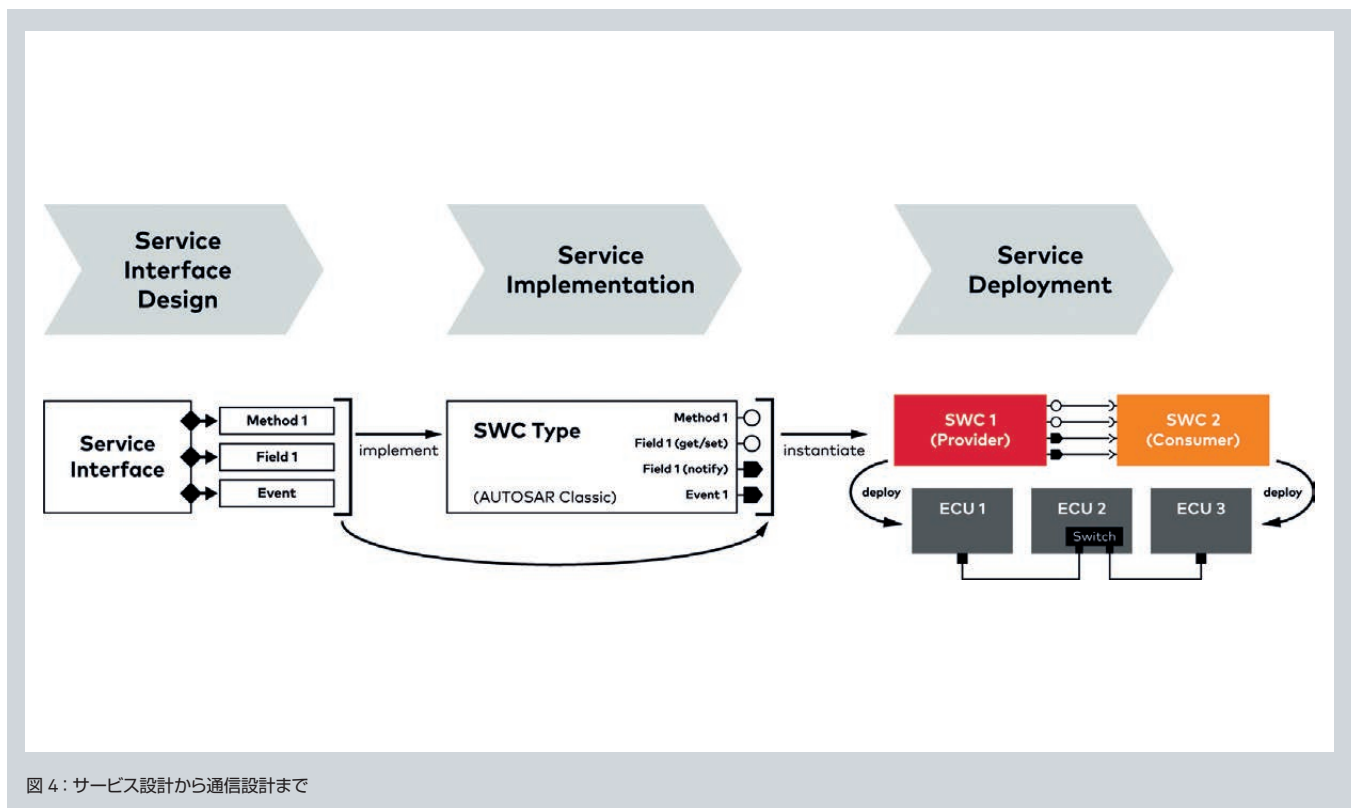 Service
Interface
Design
Service
Implementation
Service
Deployment
Service
Interface
Method 1
Field 1
Event
implement
SWC Type
(AUTOSAR Classic)
Method 1
Field 1 (get/set)
Field 1 (notify)
Event 1
instantiate
SWC 1
(Provider)
SWC 2
(Consumer)
deploy
deploy
ECU 1
ECU 2
Switch
ECU 3
図 4：サービス設計から通信設計まで